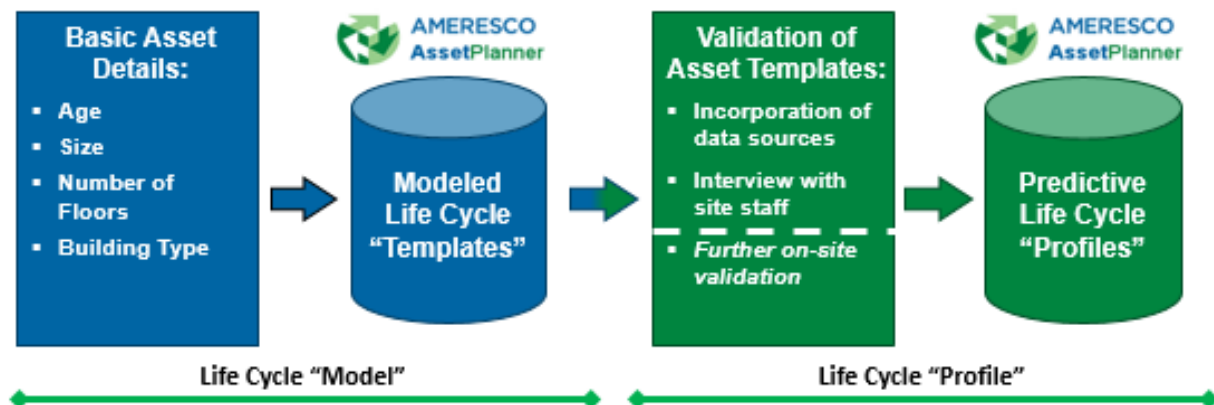 Basic Asset
Details:
▪ Age
▪ Size
▪ Number of
Floors
▪ Building Type
AMERESCO
AssetPlanner
Modeled
Life Cycle
“Templates”
Validation of
Asset Templates:
▪ Incorporation of
data sources
▪ Interview with
site staff
▪ Further on-site
validation
AMERESCO
AssetPlanner
Predictive
Life Cycle
“Profiles”
Life Cycle “Model”
Life Cycle “Profile”